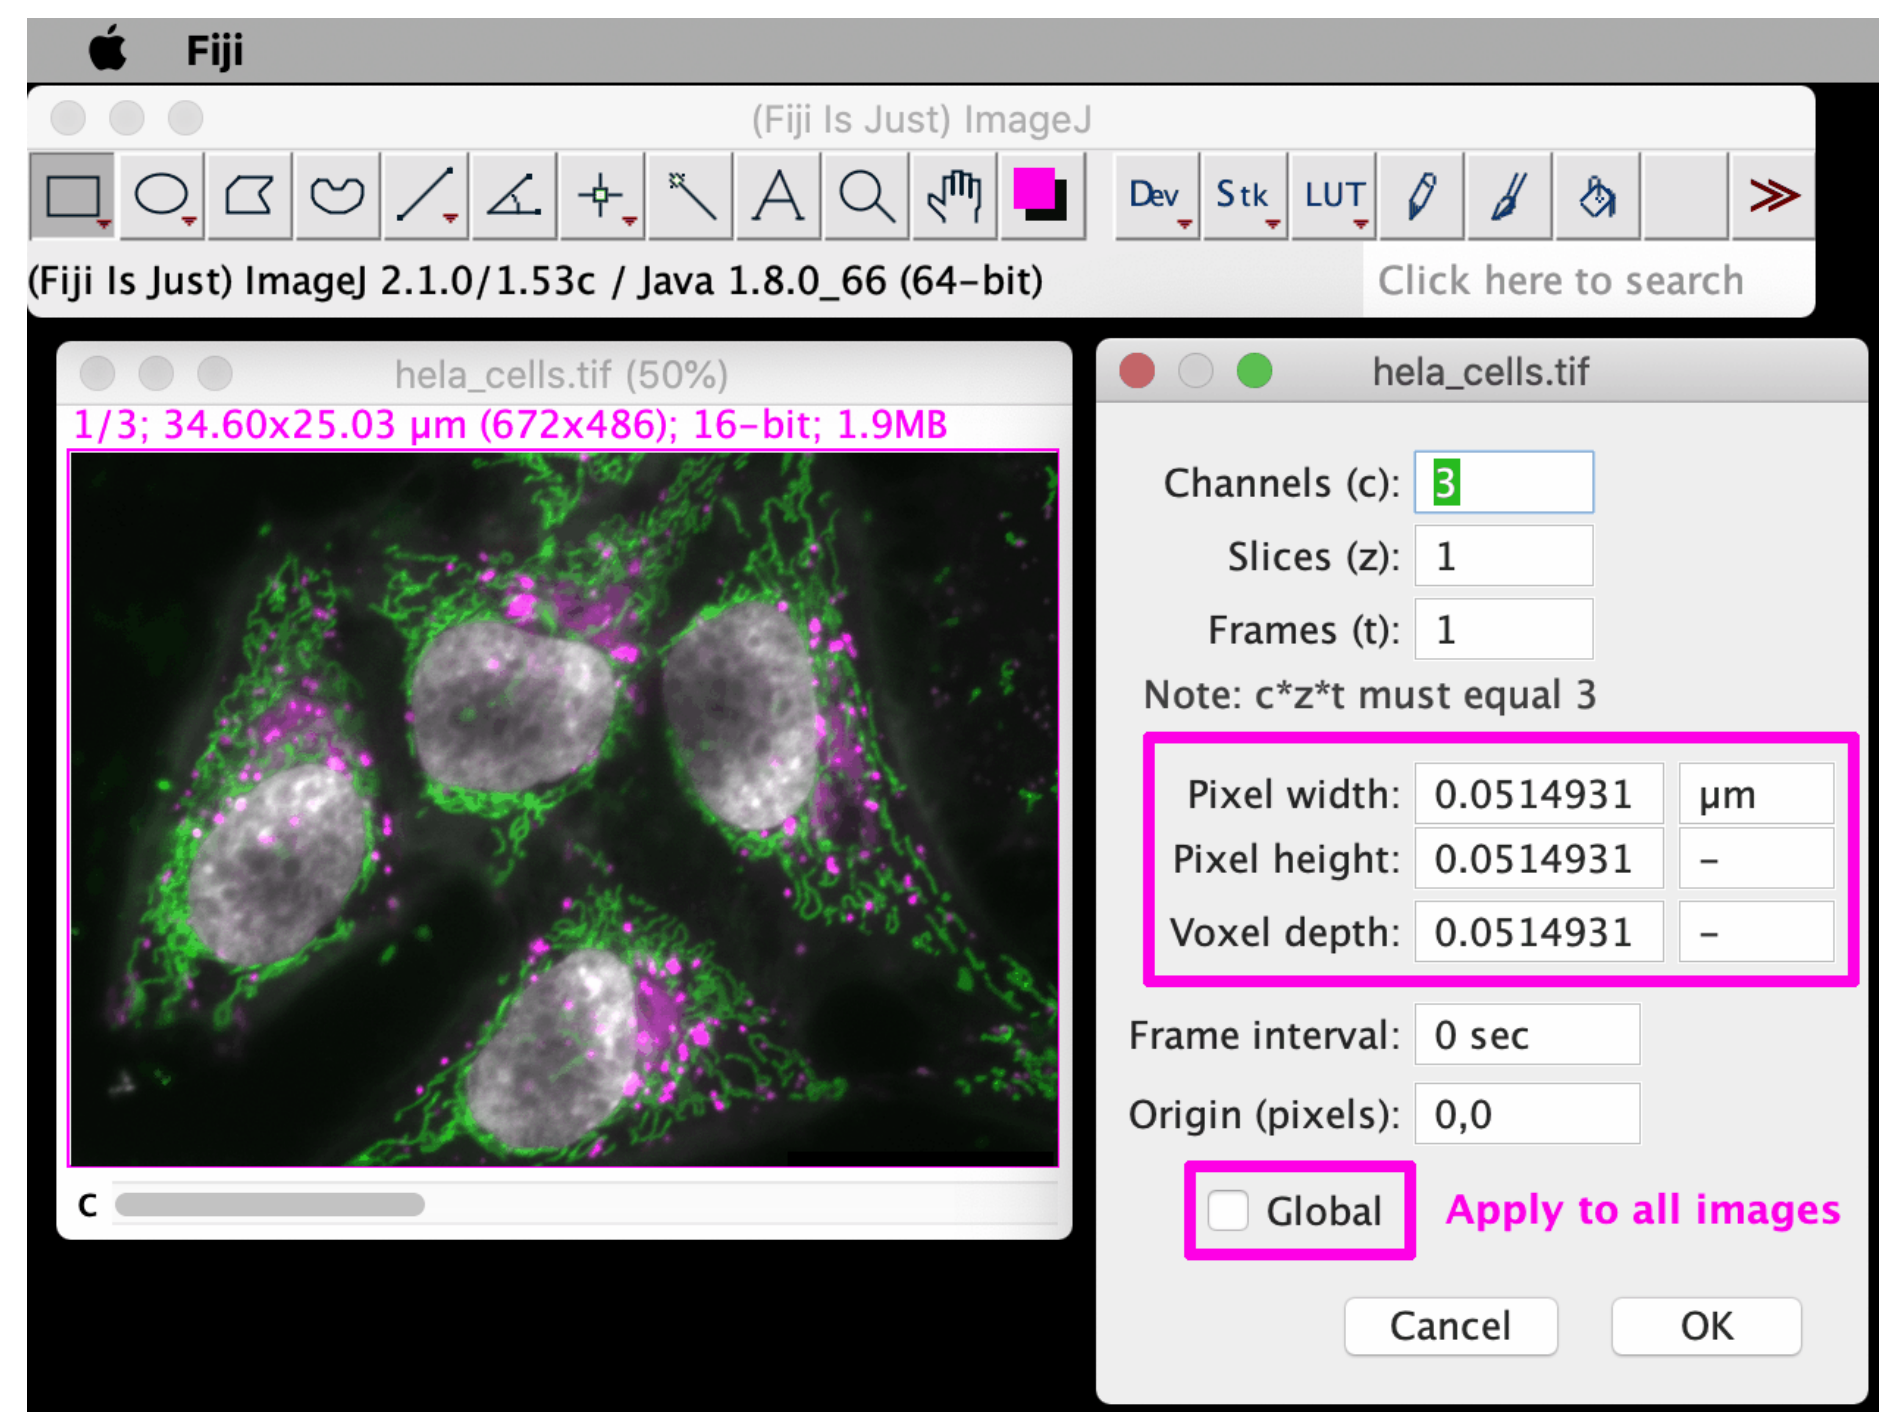 Fiji
(Fiji Is Just) ImageJ
A Dev Stk LUT
(Fiji Is Just) ImageJ 2.1.0/1.53c / Java 1.8.0_66 (64-bit)
Click here to search
hela_cells.tif (50%)
1/3; 34.60x25.03 µm (672x486); 16-bit; 1.9MB
C
hela_cells.tif
Channels (c): 3
Slices (z): 1
Frames (t): 1
Note: c*z*t must equal 3
Pixel width: 0.0514931 µm
Pixel height: 0.0514931 -
Voxel depth: 0.0514931 -
Frame interval: 0 sec
Origin (pixels): 0,0
Global Apply to all images
Cancel OK